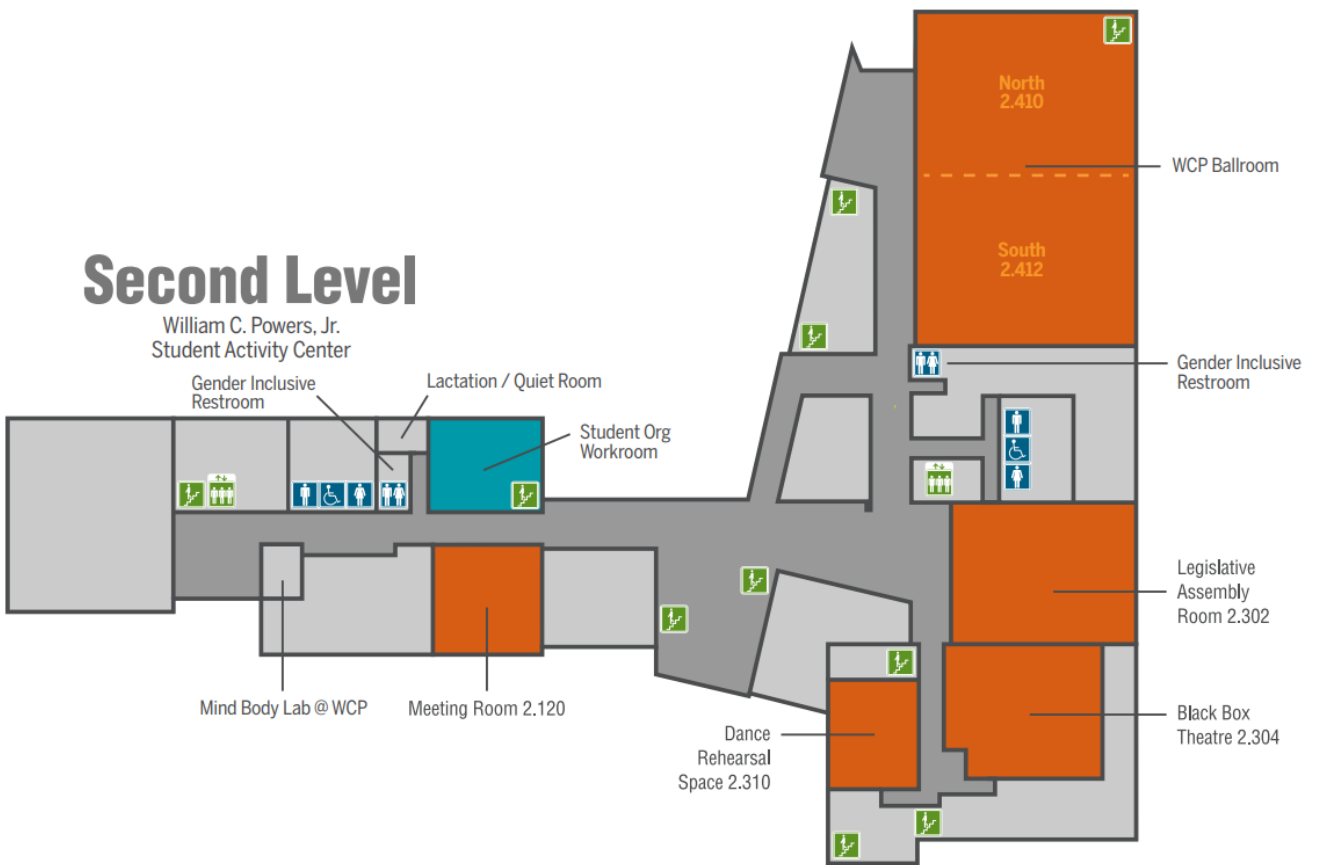 Second Level
William C. Powers, Jr.
Student Activity Center
North
2.410
WCP Ballroom
South
2.412
Gender Inclusive
Restroom
Gender Inclusive
Restroom
Lactation / Quiet Room
Student Org
Workroom
Legislative
Assembly
Room 2.302
Mind Body Lab @ WCP
Meeting Room 2.120
Dance
Rehearsal
Space 2.310
Black Box
Theatre 2.304